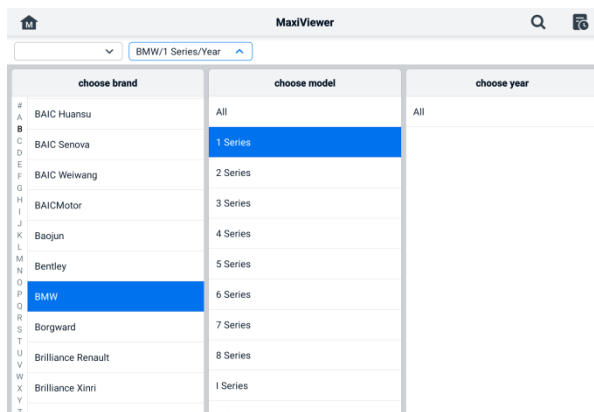 M
MaxiViewer
BMW/1 Series/Year
choose brand
choose model
choose year
#
A
B
C
D
E
F
G
H
I
J
K
L
M
N
O
P
Q
R
S
T
U
V
W
X
Y
Z
BAIC Huansu
BAIC Senova
BAIC Weiwang
BAICMotor
Baojun
Bentley
BMW
Borgward
Brilliance Renault
Brilliance Xinri
All
1 Series
2 Series
3 Series
4 Series
5 Series
6 Series
7 Series
8 Series
I Series
All